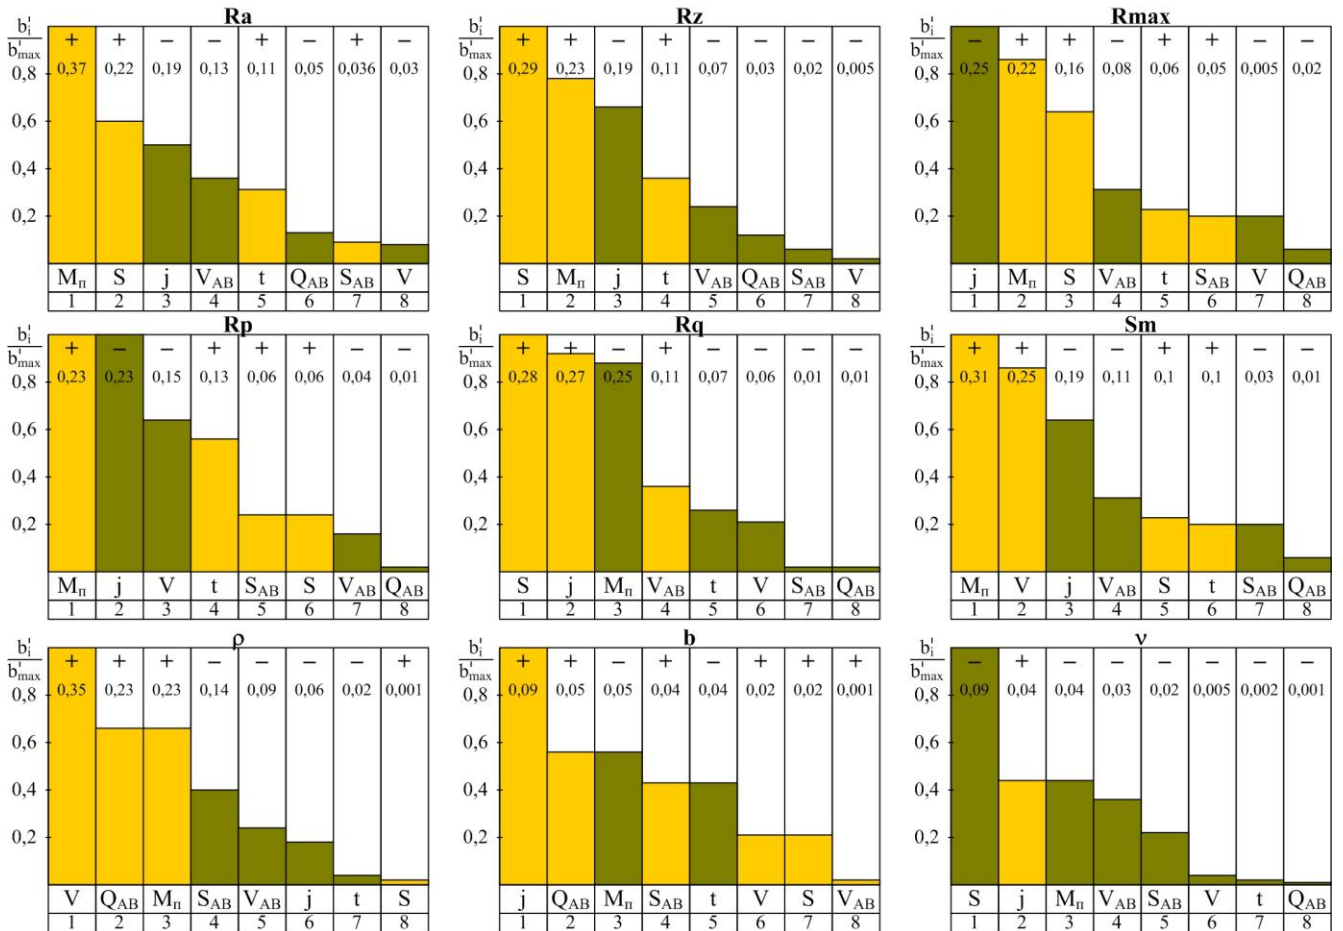 Ra Rz Rmax
b'i + + − − + − + − b'i + + − + − − − − b'i − + + − + + − −
b'max 0,37 0,22 0,19 0,13 0,11 0,05 0,036 0,03 b'max 0,29 0,23 0,19 0,11 0,07 0,03 0,02 0,005 b'max 0,25 0,22 0,16 0,08 0,06 0,05 0,005 0,02
0,8 0,8 0,8
0,6 0,6 0,6
0,4 0,4 0,4
0,2 0,2 0,2
Mп S j VAB t QAB SAB V S Mп j t VAB QAB SAB V j Mп S VAB t SAB V QAB
1 2 3 4 5 6 7 8 1 2 3 4 5 6 7 8 1 2 3 4 5 6 7 8
Rp Rq Sm
b'i + − − + + + − − b'i + + − + − − − − b'i + + − − + + − −
b'max 0,23 0,23 0,15 0,13 0,06 0,06 0,04 0,01 b'max 0,28 0,27 0,25 0,11 0,07 0,06 0,01 0,01 b'max 0,31 0,25 0,19 0,11 0,1 0,1 0,03 0,01
0,8 0,8 0,8
0,6 0,6 0,6
0,4 0,4 0,4
0,2 0,2 0,2
Mп j V t SAB S VAB QAB S j Mп VAB t V SAB QAB Mп V j VAB S t SAB QAB
1 2 3 4 5 6 7 8 1 2 3 4 5 6 7 8 1 2 3 4 5 6 7 8
ρ b ν
b'i + + + − − − − + b'i + + − + − + + + b'i − + − − − − − −
b'max 0,35 0,23 0,23 0,14 0,09 0,06 0,02 0,001 b'max 0,09 0,05 0,05 0,04 0,04 0,02 0,02 0,001 b'max 0,09 0,04 0,04 0,03 0,02 0,005 0,002 0,001
0,8 0,8 0,8
0,6 0,6 0,6
0,4 0,4 0,4
0,2 0,2 0,2
V QAB Mп SAB VAB j t S j QAB Mп SAB t V S VAB S j Mп VAB SAB V t QAB
1 2 3 4 5 6 7 8 1 2 3 4 5 6 7 8 1 2 3 4 5 6 7 8